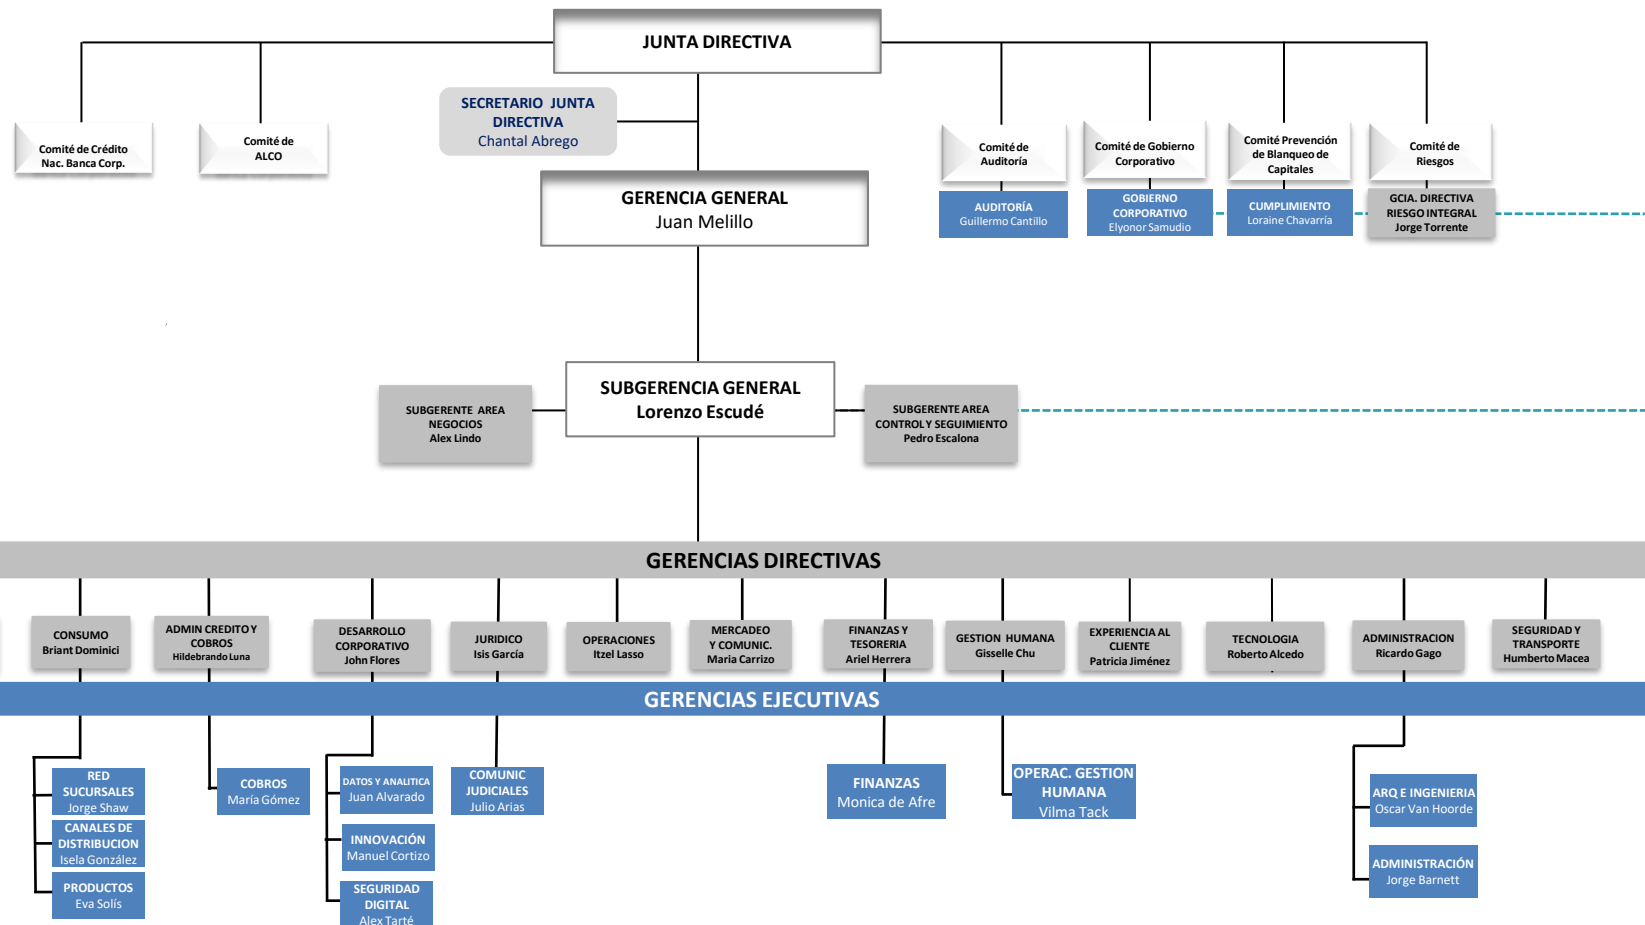 JUNTA DIRECTIVA
SECRETARIO JUNTA
DIRECTIVA
Chantal Abrego
Comité de Crédito
Nac. Banca Corp.
Comité de
ALCO
Comité de
Auditoría
Comité de Gobierno
Corporativo
Comité Prevención
de Blanqueo de
Capitales
Comité de
Riesgos
GERENCIA GENERAL
Juan Melillo
AUDITORÍA
Guillermo Cantillo
GOBIERNO
CORPORATIVO
Elyonor Samudio
CUMPLIMIENTO
Loraine Chavarría
GCIA. DIRECTIVA
RIESGO INTEGRAL
Jorge Torrente
SUBGERENCIA GENERAL
Lorenzo Escudé
SUBGERENTE AREA
NEGOCIOS
Alex Lindo
SUBGERENTE AREA
CONTROL Y SEGUIMIENTO
Pedro Escalona
GERENCIAS DIRECTIVAS
CONSUMO
Briant Dominici
ADMIN CREDITO Y
COBROS
Hildebrando Luna
DESARROLLO
CORPORATIVO
John Flores
JURIDICO
Isis García
OPERACIONES
Itzel Lasso
MERCADEO
Y COMUNIC.
Maria Carrizo
FINANZAS Y
TESORERIA
Ariel Herrera
GESTION HUMANA
Gisselle Chu
EXPERIENCIA AL
CLIENTE
Patricia Jiménez
TECNOLOGIA
Roberto Alcedo
ADMINISTRACION
Ricardo Gago
SEGURIDAD Y
TRANSPORTE
Humberto Macea
GERENCIAS EJECUTIVAS
RED
SUCURSALES
Jorge Shaw
CANALES DE
DISTRIBUCION
Isela González
PRODUCTOS
Eva Solís
COBROS
María Gómez
DATOS Y ANALITICA
Juan Alvarado
INNOVACIÓN
Manuel Cortizo
SEGURIDAD
DIGITAL
Alex Tarté
COMUNIC
JUDICIALES
Julio Arias
FINANZAS
Monica de Afre
OPERAC. GESTION
HUMANA
Vilma Tack
ARQ E INGENIERIA
Oscar Van Hoorde
ADMINISTRACIÓN
Jorge Barnett